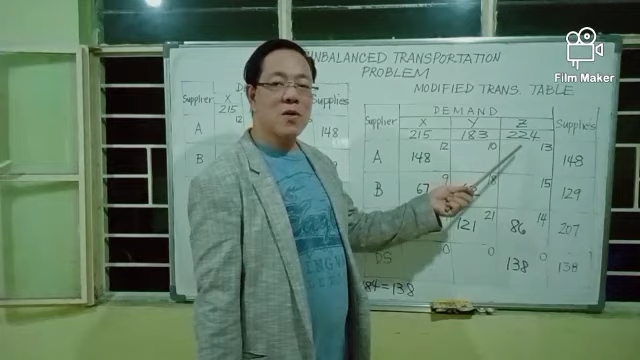 Film Maker
UNBALANCED TRANSPORTATION
PROBLEM
MODIFIED TRANS. TABLE
Supplier X Supplies
215
A 12 148
B
Supplier DEMAND Supplies
X Y Z
215 183 224
A 148 12 10 13 148
B 67 9 8 15 129
121 21 86 14 207
DS 0 0 138 0 138
84=138